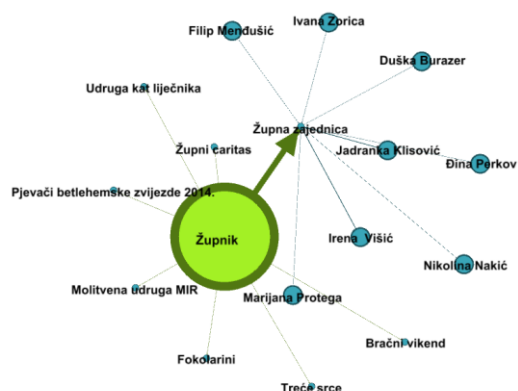 Ivana Zorica
Filip Menđušić
Duška Burazer
Udruga kat liječnika
Župna zajednica
Župni caritas
Jadranka Klisović
Đina Perkov
Pjevači betlehemske zvijezde 2014.
Župnik
Irena Višić
Nikolina Nakić
Molitvena udruga MIR
Marijana Protega
Bračni vikend
Fokolarini
Treće srce